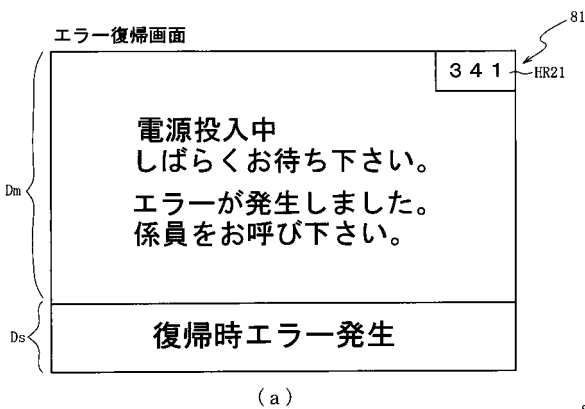 エラー復帰画面
81
341
HR21
電源投入中
しばらくお待ち下さい。
エラーが発生しました。
係員をお呼び下さい。
Dm
Ds
復帰時エラー発生
(a)